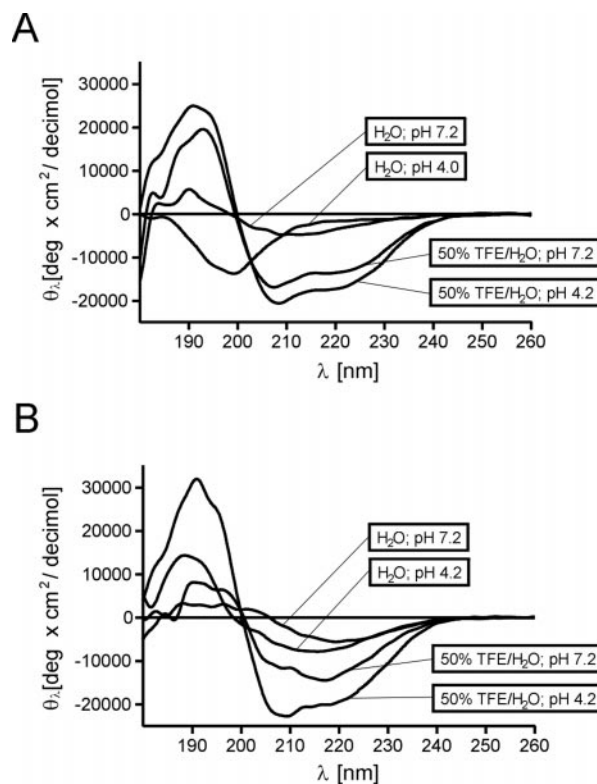 A
30000
20000
10000
0
-10000
-20000
θλ[deg x cm²/ decimol]
H₂O; pH 7.2
H₂O; pH 4.0
50% TFE/H₂O; pH 7.2
50% TFE/H₂O; pH 4.2
190 200 210 220 230 240 250 260
λ [nm]
B
30000
20000
10000
0
-10000
-20000
θλ[deg x cm²/ decimol]
H₂O; pH 7.2
H₂O; pH 4.2
50% TFE/H₂O; pH 7.2
50% TFE/H₂O; pH 4.2
190 200 210 220 230 240 250 260
λ [nm]